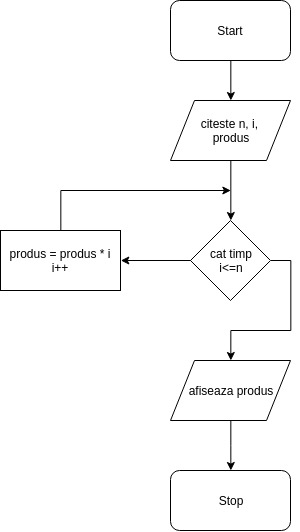 Start
citeste n, i,
produs
produs = produs * i
i++
cat timp
i<=n
afiseaza produs
Stop